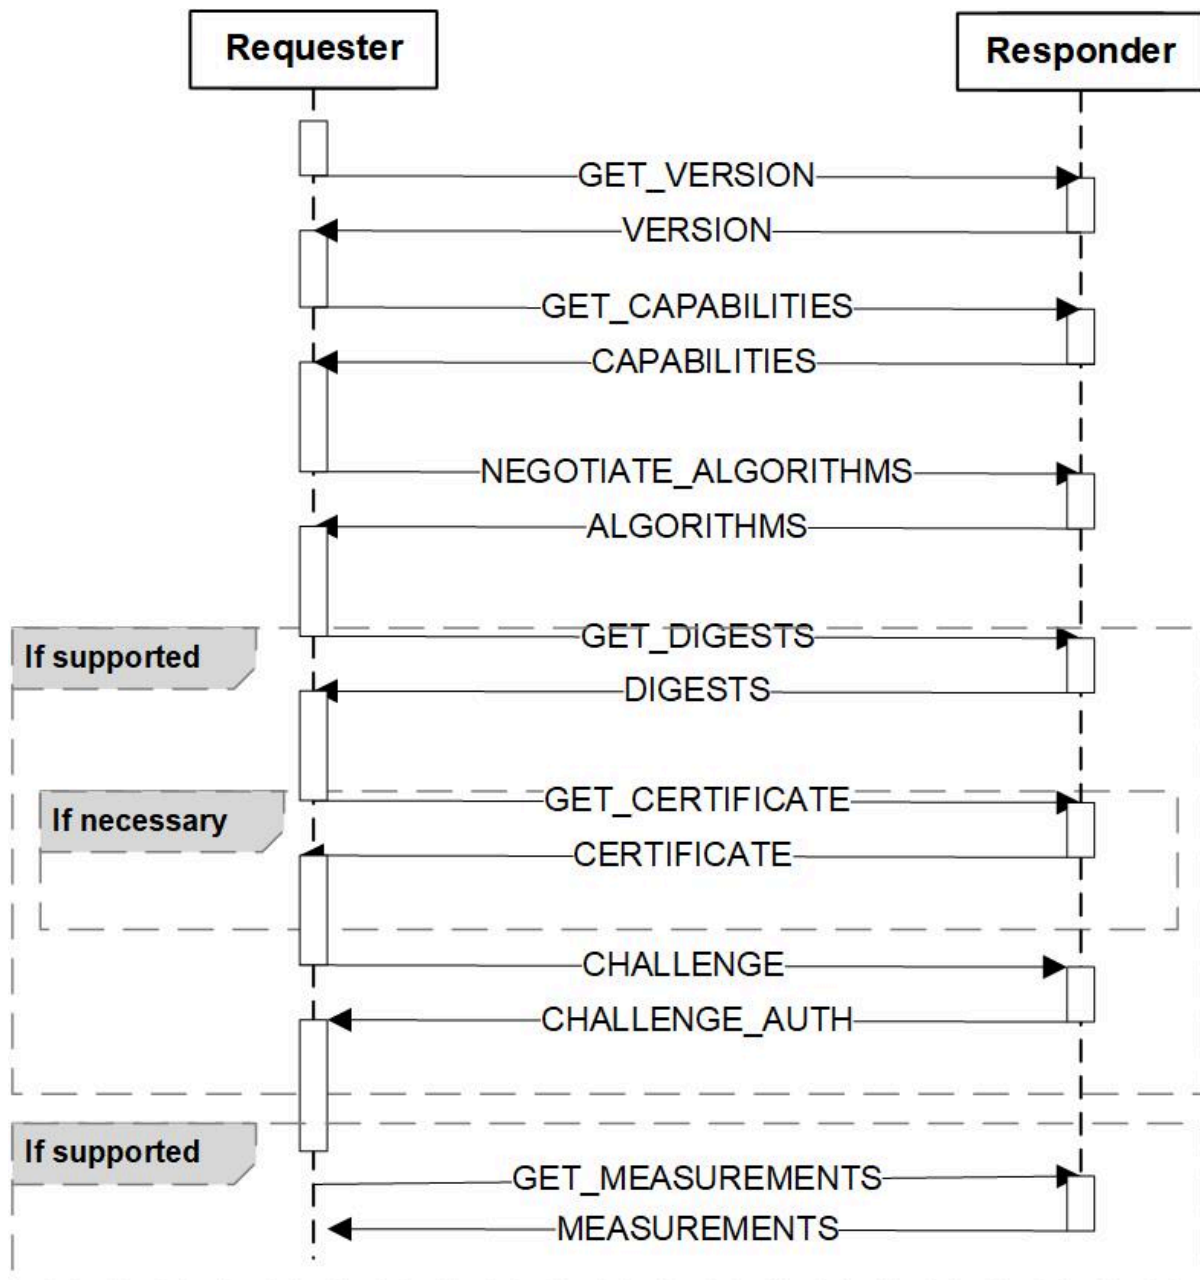 Requester
Responder
GET_VERSION
VERSION
GET_CAPABILITIES
CAPABILITIES
NEGOTIATE_ALGORITHMS
ALGORITHMS
If supported
GET_DIGESTS
DIGESTS
If necessary
GET_CERTIFICATE
CERTIFICATE
CHALLENGE
CHALLENGE_AUTH
If supported
GET_MEASUREMENTS
MEASUREMENTS